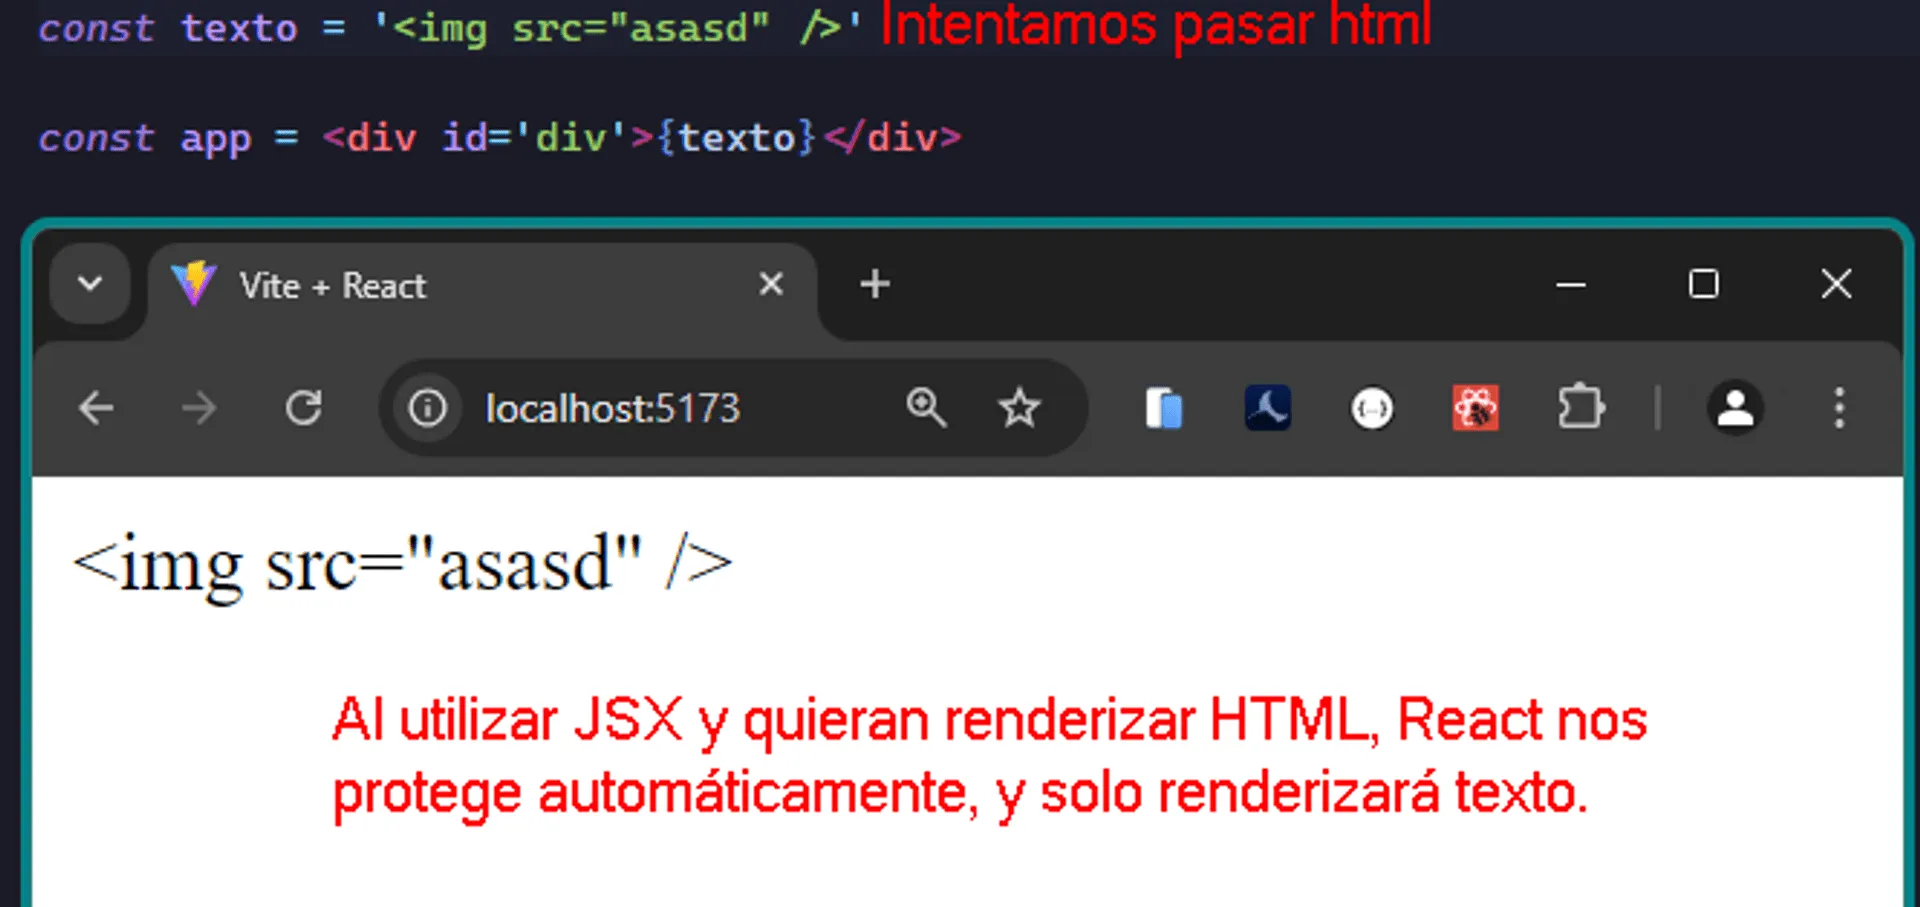 const texto = '<img src="asasd" />' Intentamos pasar html
const app = <div id='div'>{texto}</div>
Vite + React
localhost:5173
<img src="asasd" />
Al utilizar JSX y quieran renderizar HTML, React nos
protege automáticamente, y solo renderizará texto.